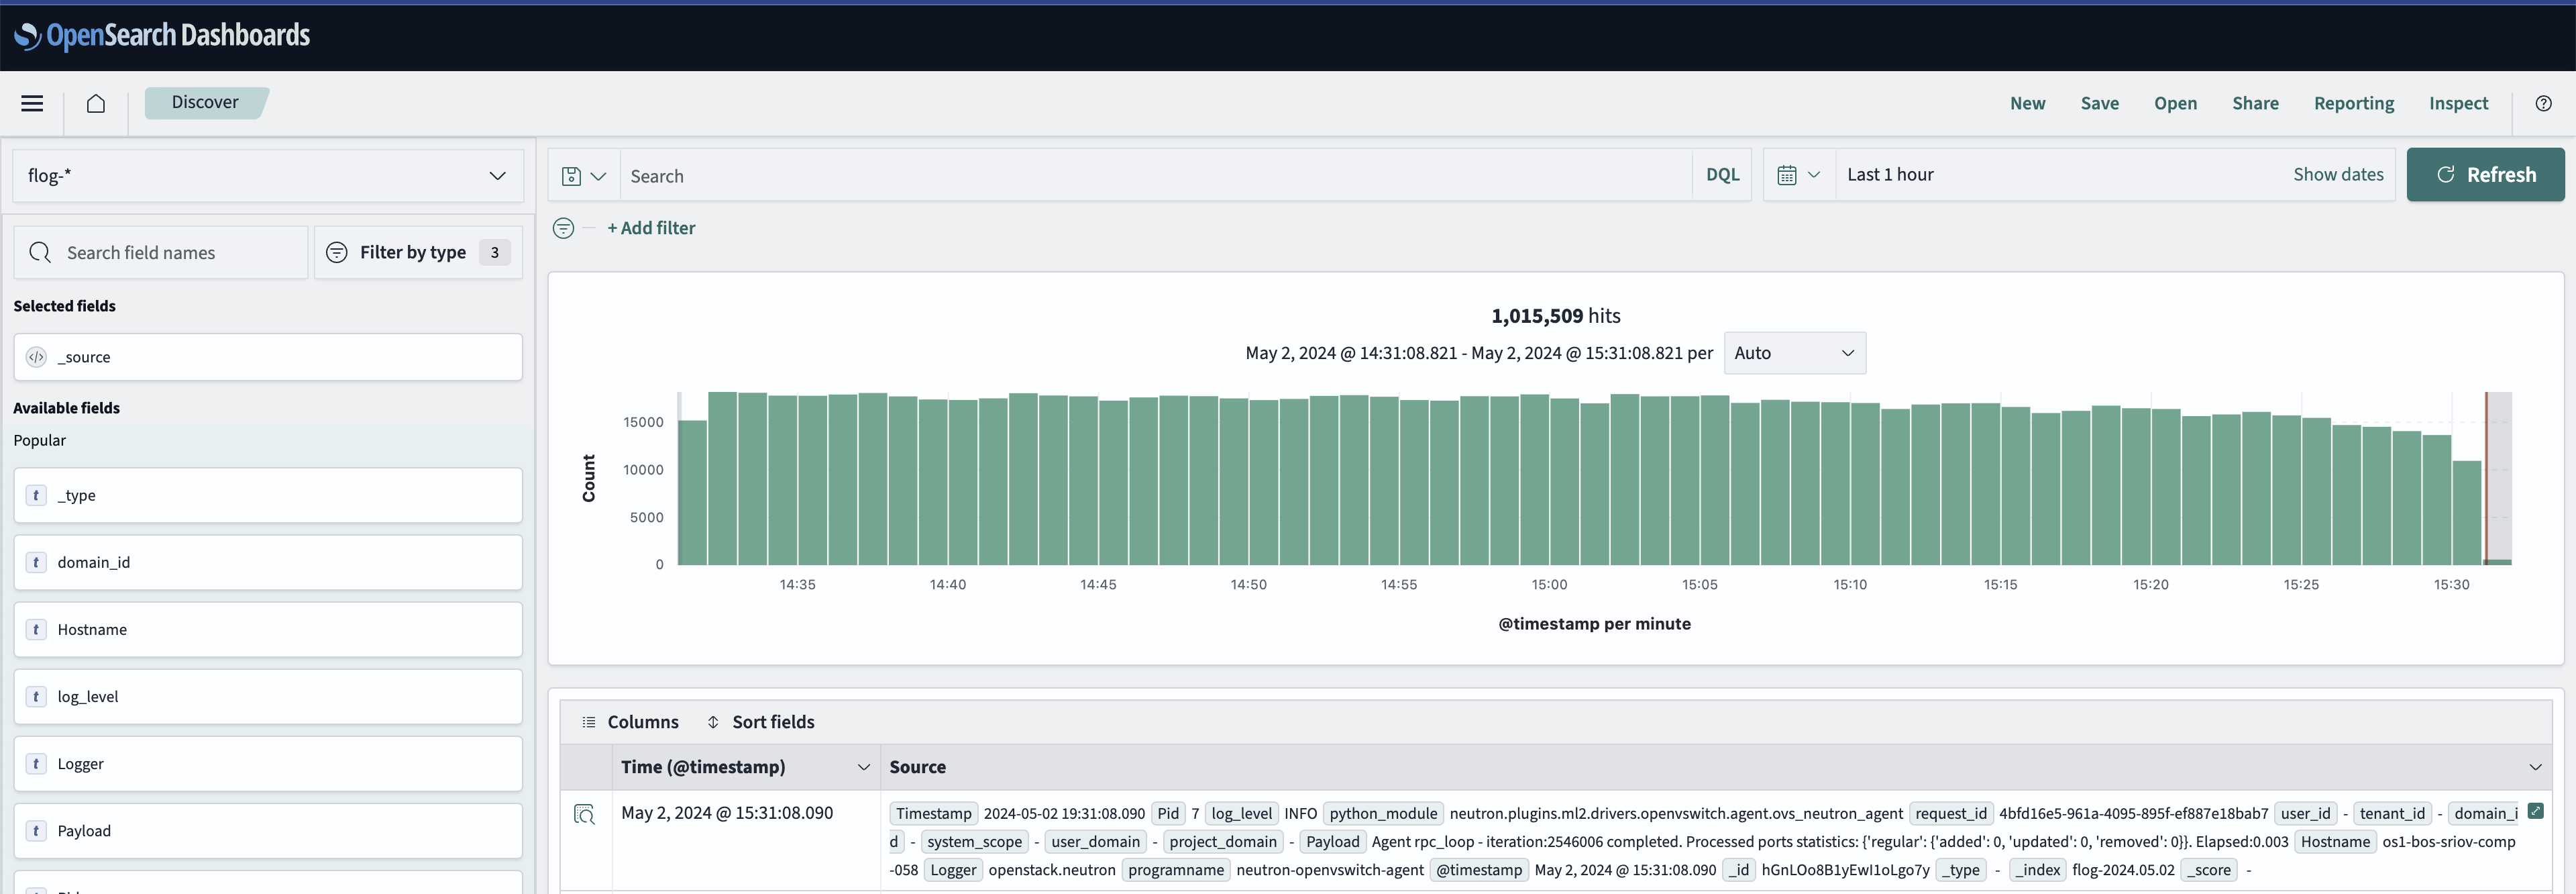 OpenSearch Dashboards
Discover
New Save Open Share Reporting Inspect
flog-*
Search
DQL
Last 1 hour
Show dates
Refresh
+ Add filter
Search field names
Filter by type 3
Selected fields
_source
Available fields
Popular
t _type
t domain_id
t Hostname
t log_level
t Logger
t Payload
1,015,509 hits
May 2, 2024 @ 14:31:08.821 - May 2, 2024 @ 15:31:08.821 per Auto
Count
15000
10000
5000
0
14:35 14:40 14:45 14:50 14:55 15:00 15:05 15:10 15:15 15:20 15:25 15:30
@timestamp per minute
Columns Sort fields
Time (@timestamp) Source
May 2, 2024 @ 15:31:08.090
Timestamp 2024-05-02 19:31:08.090 Pid 7 log_level INFO python_module neutron.plugins.ml2.drivers.openvswitch.agent.ovs_neutron_agent request_id 4bfd16e5-961a-4095-895f-ef887e18bab7 user_id - tenant_id - domain_i
d - system_scope - user_domain - project_domain - Payload Agent rpc_loop - iteration:2546006 completed. Processed ports statistics: {'regular': {'added': 0, 'updated': 0, 'removed': 0}}. Elapsed:0.003 Hostname os1-bos-sriov-comp
-058 Logger openstack.neutron programname neutron-openvswitch-agent @timestamp May 2, 2024 @ 15:31:08.090 _id hGnLOo8B1yEwI1oLgo7y _type - _index flog-2024.05.02 _score -